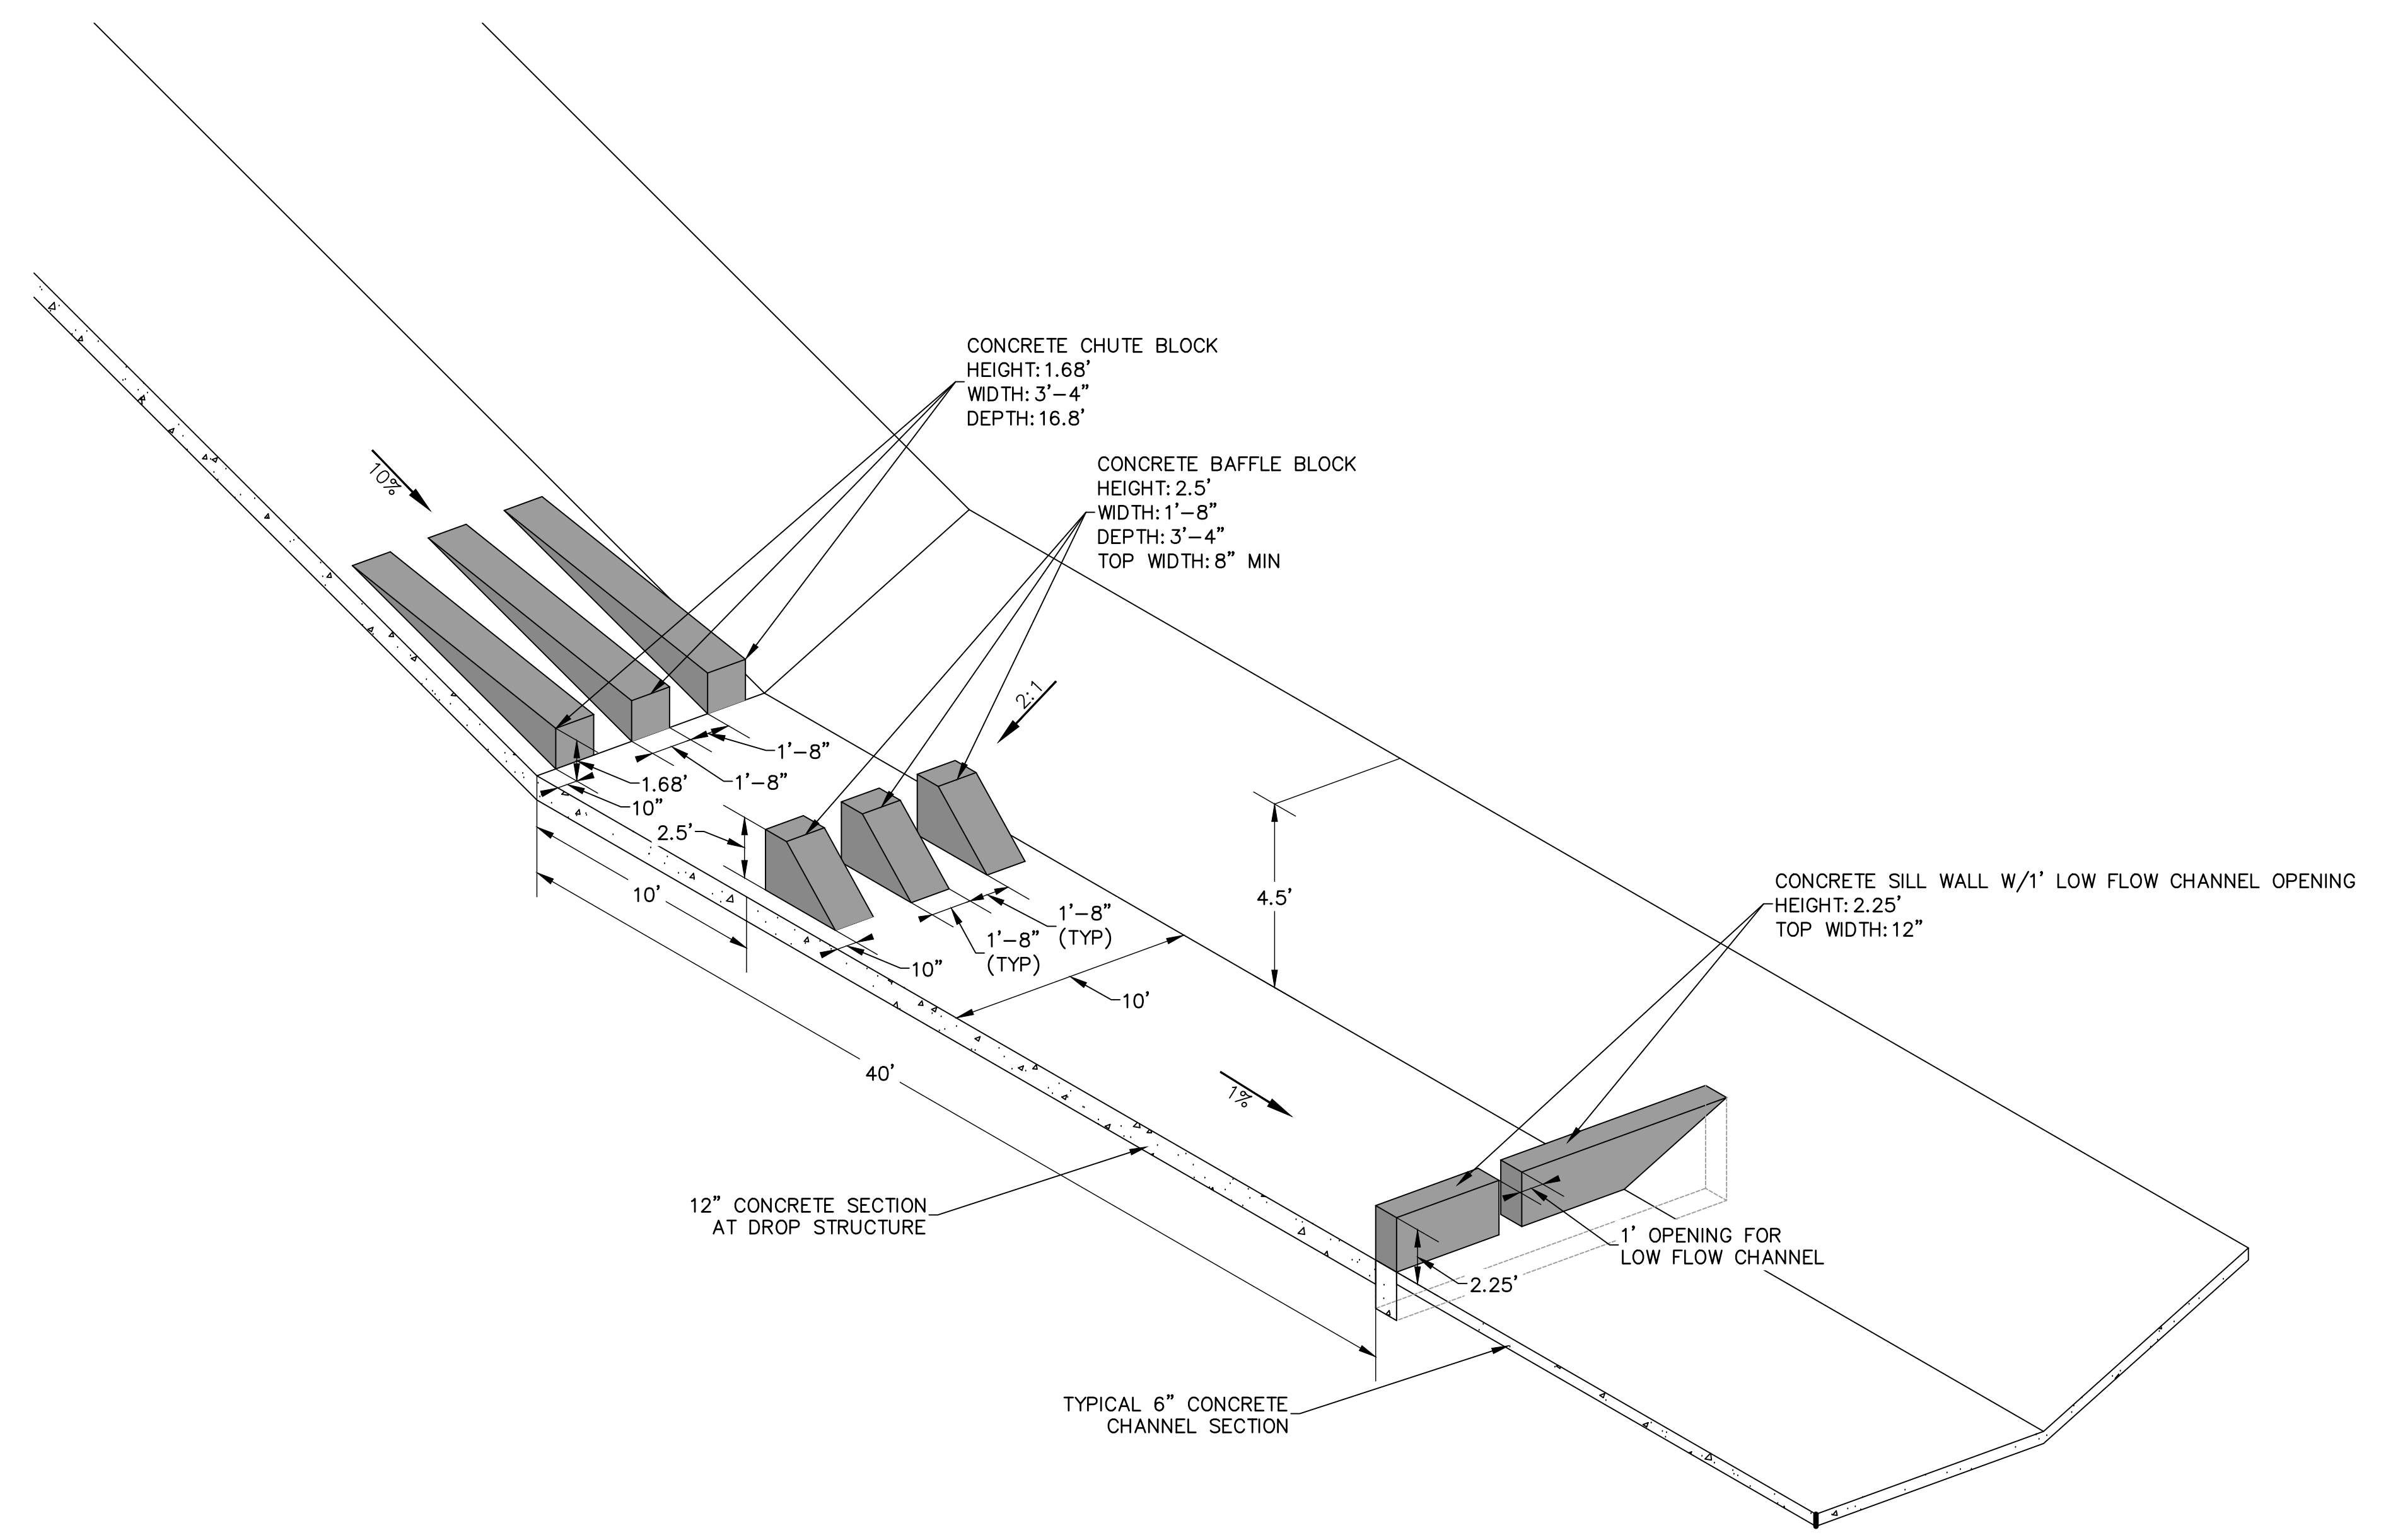 CONCRETE CHUTE BLOCK
HEIGHT: 1.68'
WIDTH: 3'-4"
DEPTH: 16.8'
10%
CONCRETE BAFFLE BLOCK
HEIGHT: 2.5'
WIDTH: 1'-8"
DEPTH: 3'-4"
TOP WIDTH: 8" MIN
2:1
1'-8"
1'-8"
1.68'
10"
2.5'
10'
4.5'
CONCRETE SILL WALL W/1' LOW FLOW CHANNEL OPENING
HEIGHT: 2.25'
TOP WIDTH: 12"
1'-8"
(TYP)
1'-8"
(TYP)
10"
10'
40'
1%
12" CONCRETE SECTION
AT DROP STRUCTURE
1' OPENING FOR
LOW FLOW CHANNEL
2.25'
TYPICAL 6" CONCRETE
CHANNEL SECTION